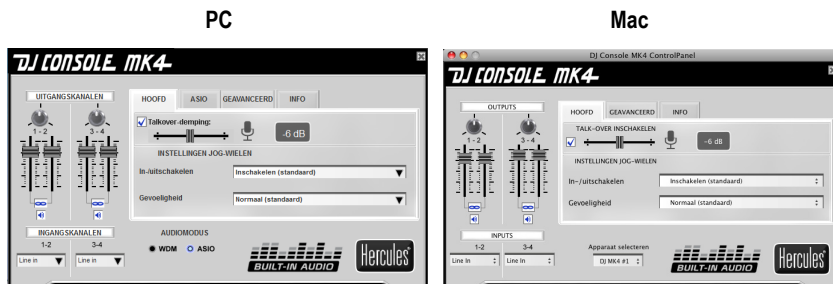 PC
DJ CONSOLE MK4
UITGANGSKANALEN
1 - 2
3 - 4
INGANGSKANALEN
1-2
3-4
Line in
Line in
HOOFD
ASIO
GEAVANCEERD
INFO
Talkover-demping:
-6 dB
INSTELLINGEN JOG-WIELEN
In-/uitschakelen
Inschakelen (standaard)
Gevoeligheid
Normaal (standaard)
AUDIOMODUS
WDM
ASIO
BUILT-IN AUDIO
Hercules
Mac
DJ Console MK4 ControlPanel
DJ CONSOLE MK4
OUTPUTS
1 - 2
3 - 4
INPUTS
1-2
3-4
Line In
Line In
HOOFD
GEAVANCEERD
INFO
TALK-OVER INSCHAKELEN
-6 dB
INSTELLINGEN JOG-WIELEN
In-/uitschakelen
Inschakelen (standaard)
Gevoeligheid
Normaal (standaard)
Apparaat selecteren
DJ MK4 #1
BUILT-IN AUDIO
Hercules